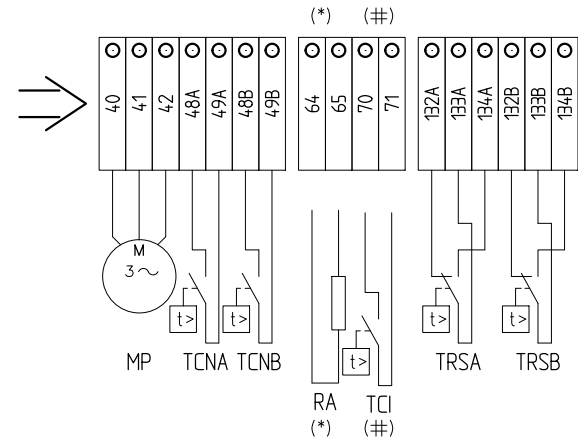 (*) (#)
40 41 42 48A 49A 48B 49B 64 65 70 71 132A 133A 134A 132B 133B 134B
M
3~
t> t> t> t> t>
MP TCNA TCNB TRSA TRSB
RA TCI
(*) (#)